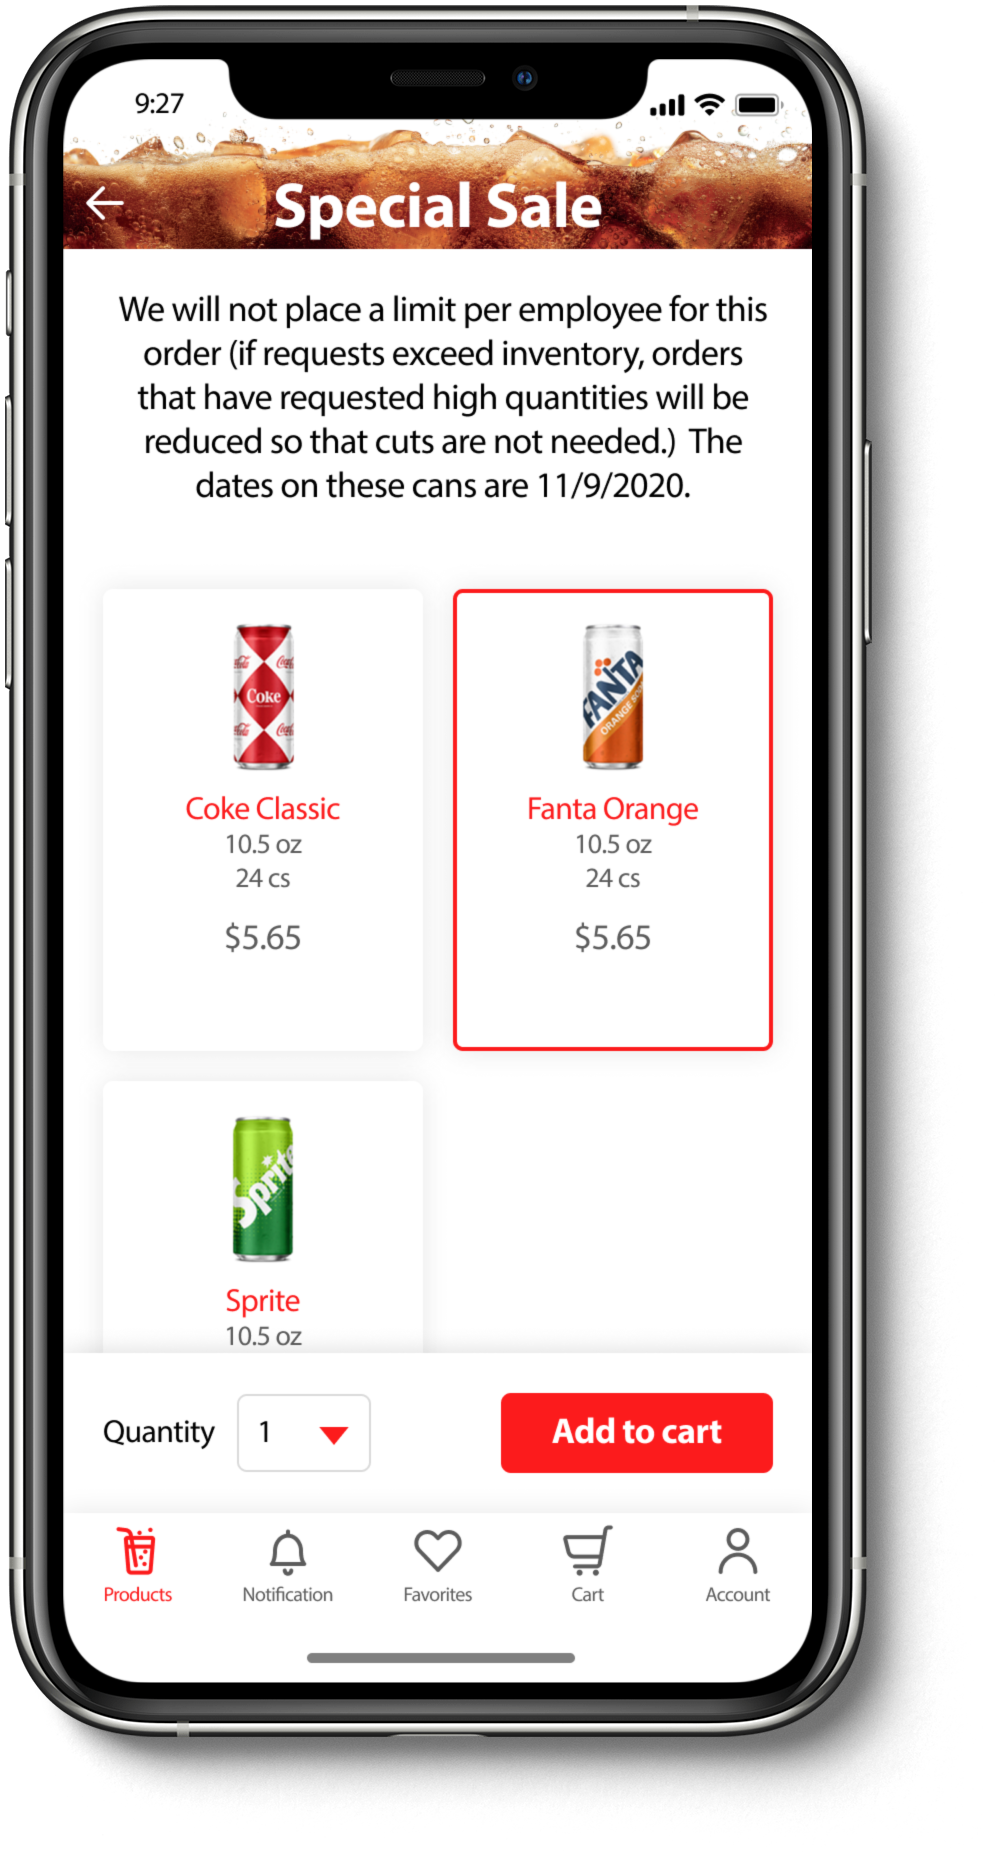 9:27
Special Sale
We will not place a limit per employee for this
order (if requests exceed inventory, orders
that have requested high quantities will be
reduced so that cuts are not needed.) The
dates on these cans are 11/9/2020.
Coke
Coke Classic
10.5 oz
24 cs
$5.65
FANTA
ORANGE
Fanta Orange
10.5 oz
24 cs
$5.65
Sprite
Sprite
10.5 oz
Quantity
1
Add to cart
Products
Notification
Favorites
Cart
Account